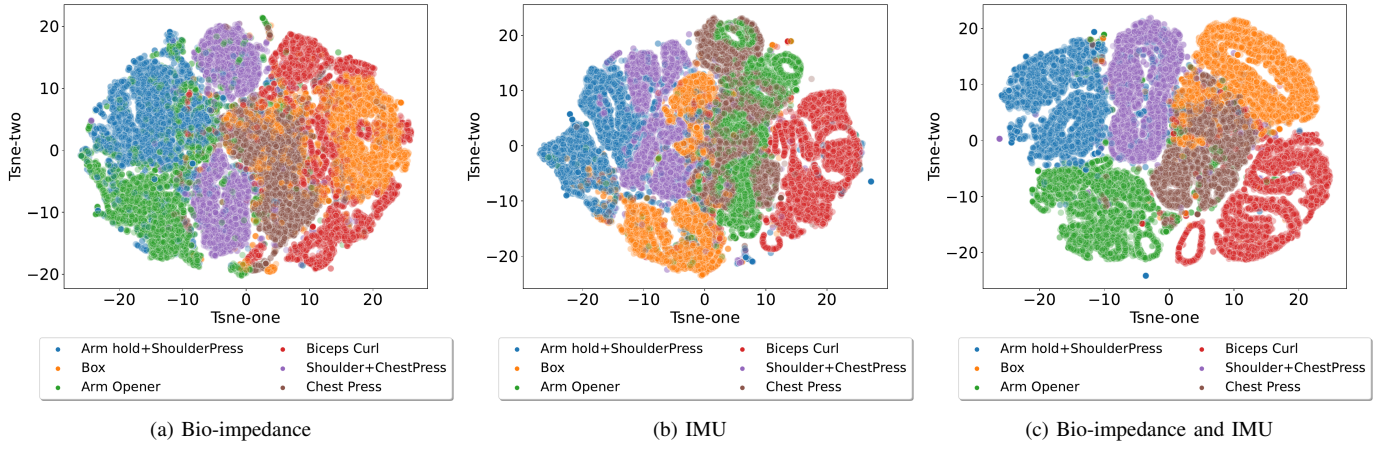 20
10
0
−10
−20
Tsne-two
−20 −10 0 10 20
Tsne-one
Arm hold+ShoulderPress Biceps Curl
Box Shoulder+ChestPress
Arm Opener Chest Press
(a) Bio-impedance
20
10
0
−10
−20
Tsne-two
−20 −10 0 10 20
Tsne-one
Arm hold+ShoulderPress Biceps Curl
Box Shoulder+ChestPress
Arm Opener Chest Press
(b) IMU
20
10
0
−10
−20
Tsne-two
−20 −10 0 10 20
Tsne-one
Arm hold+ShoulderPress Biceps Curl
Box Shoulder+ChestPress
Arm Opener Chest Press
(c) Bio-impedance and IMU